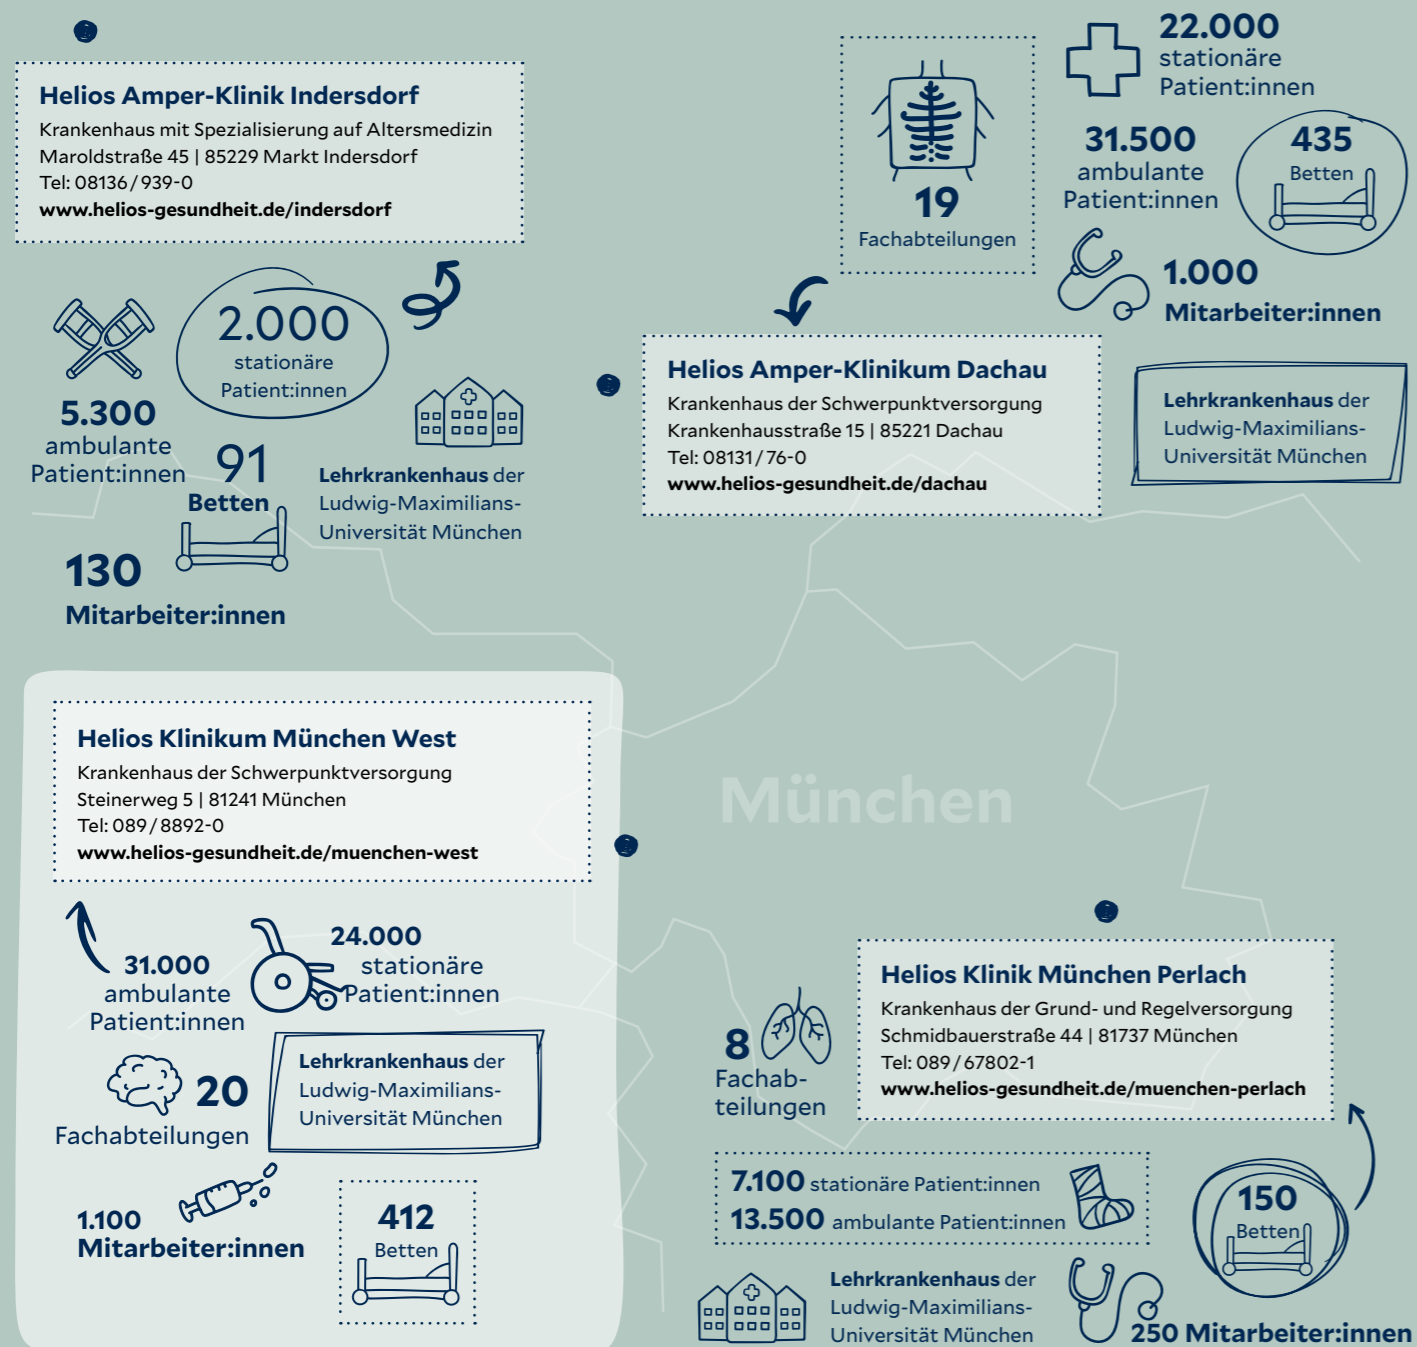 Helios Amper-Klinik Indersdorf
Krankenhaus mit Spezialisierung auf Altersmedizin
Maroldstraße 45 | 85229 Markt Indersdorf
Tel: 08136/939-0
www.helios-gesundheit.de/indersdorf
2.000
stationäre
Patient:innen
5.300
ambulante
Patient:innen
91
Betten
Lehrkrankenhaus der
Ludwig-Maximilians-
Universität München
130
Mitarbeiter:innen
19
Fachabteilungen
22.000
stationäre
Patient:innen
31.500
ambulante
Patient:innen
435
Betten
1.000
Mitarbeiter:innen
Helios Amper-Klinikum Dachau
Krankenhaus der Schwerpunktversorgung
Krankenhausstraße 15 | 85221 Dachau
Tel: 08131/76-0
www.helios-gesundheit.de/dachau
Lehrkrankenhaus der
Ludwig-Maximilians-
Universität München
Helios Klinikum München West
Krankenhaus der Schwerpunktversorgung
Steinerweg 5 | 81241 München
Tel: 089/8892-0
www.helios-gesundheit.de/muenchen-west
31.000
ambulante
Patient:innen
24.000
stationäre
Patient:innen
20
Fachabteilungen
Lehrkrankenhaus der
Ludwig-Maximilians-
Universität München
1.100
Mitarbeiter:innen
412
Betten
München
Helios Klinik München Perlach
Krankenhaus der Grund- und Regelversorgung
Schmidbauerstraße 44 | 81737 München
Tel: 089/67802-1
www.helios-gesundheit.de/muenchen-perlach
8
Fachab-
teilungen
7.100 stationäre Patient:innen
13.500 ambulante Patient:innen
150
Betten
Lehrkrankenhaus der
Ludwig-Maximilians-
Universität München
250 Mitarbeiter:innen